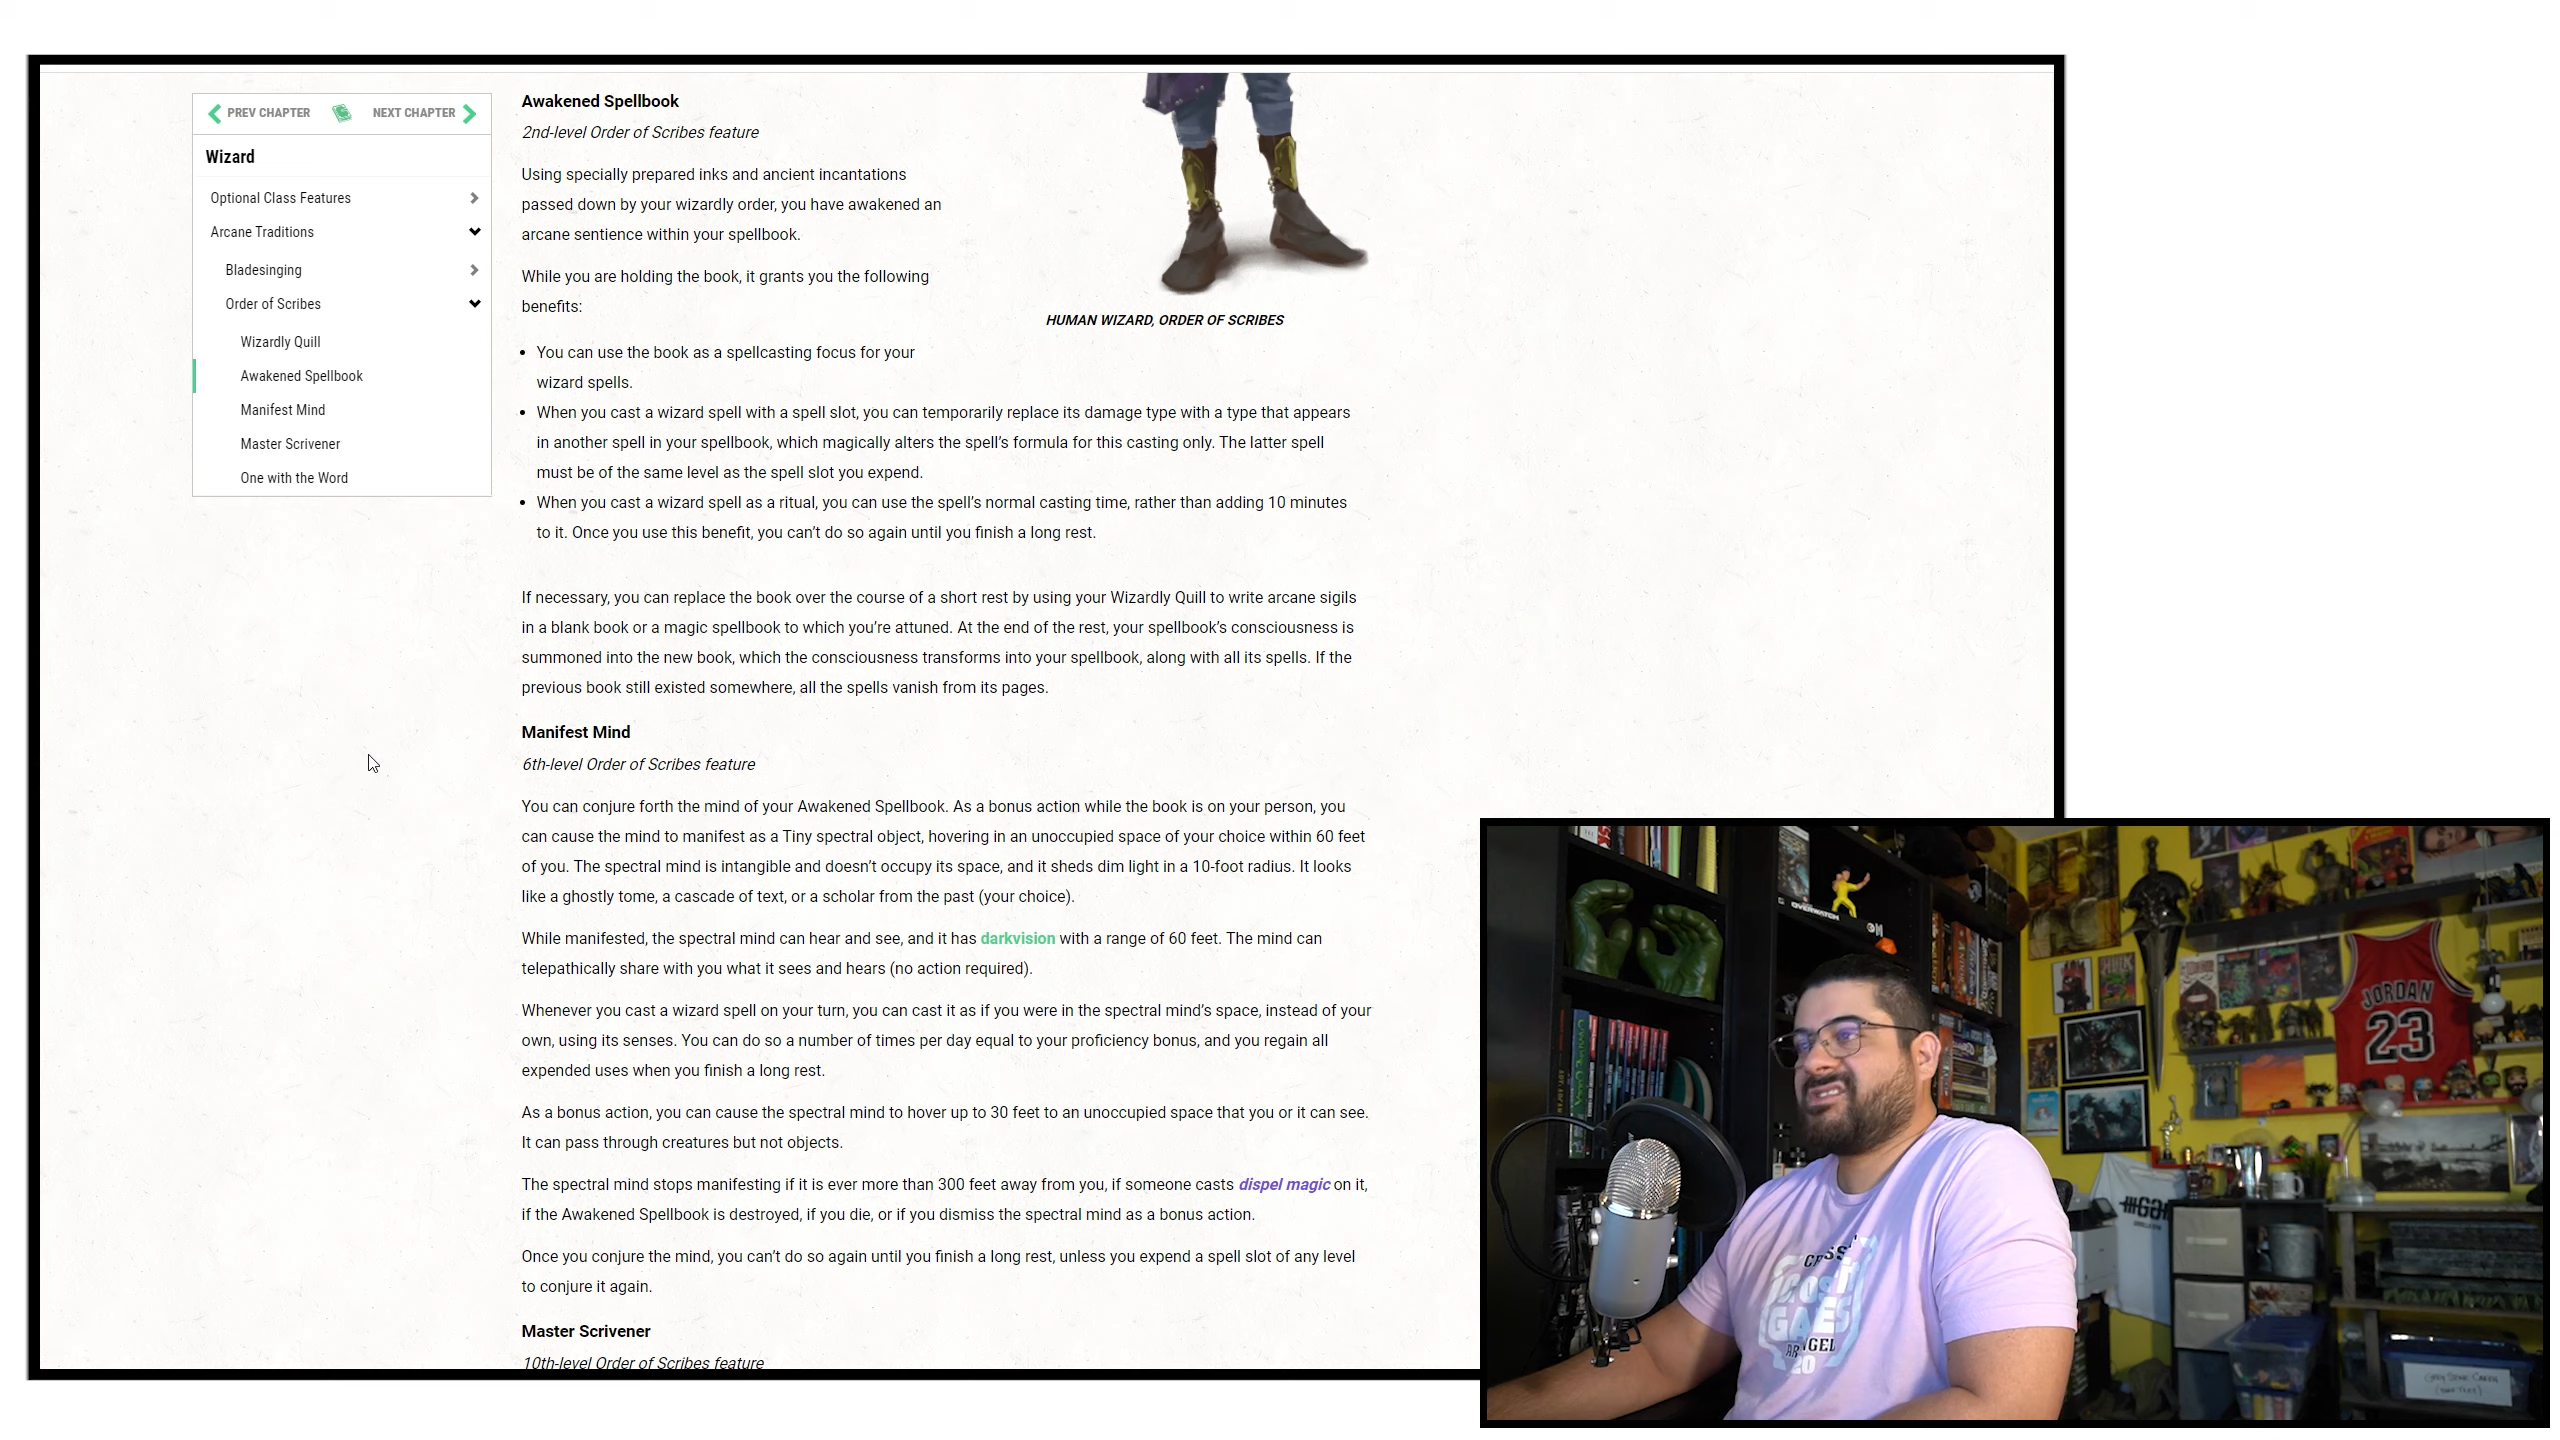 PREV CHAPTER
NEXT CHAPTER
Wizard
Optional Class Features
Arcane Traditions
Bladesinging
Order of Scribes
Wizardly Quill
Awakened Spellbook
Manifest Mind
Master Scrivener
One with the Word
Awakened Spellbook
2nd-level Order of Scribes feature
Using specially prepared inks and ancient incantations
passed down by your wizardly order, you have awakened an
arcane sentience within your spellbook.
While you are holding the book, it grants you the following
benefits:
HUMAN WIZARD, ORDER OF SCRIBES
• You can use the book as a spellcasting focus for your
wizard spells.
• When you cast a wizard spell with a spell slot, you can temporarily replace its damage type with a type that appears
in another spell in your spellbook, which magically alters the spell’s formula for this casting only. The latter spell
must be of the same level as the spell slot you expend.
• When you cast a wizard spell as a ritual, you can use the spell’s normal casting time, rather than adding 10 minutes
to it. Once you use this benefit, you can’t do so again until you finish a long rest.
If necessary, you can replace the book over the course of a short rest by using your Wizardly Quill to write arcane sigils
in a blank book or a magic spellbook to which you’re attuned. At the end of the rest, your spellbook’s consciousness is
summoned into the new book, which the consciousness transforms into your spellbook, along with all its spells. If the
previous book still existed somewhere, all the spells vanish from its pages.
Manifest Mind
6th-level Order of Scribes feature
You can conjure forth the mind of your Awakened Spellbook. As a bonus action while the book is on your person, you
can cause the mind to manifest as a Tiny spectral object, hovering in an unoccupied space of your choice within 60 feet
of you. The spectral mind is intangible and doesn’t occupy its space, and it sheds dim light in a 10-foot radius. It looks
like a ghostly tome, a cascade of text, or a scholar from the past (your choice).
While manifested, the spectral mind can hear and see, and it has darkvision with a range of 60 feet. The mind can
telepathically share with you what it sees and hears (no action required).
Whenever you cast a wizard spell on your turn, you can cast it as if you were in the spectral mind’s space, instead of your
own, using its senses. You can do so a number of times per day equal to your proficiency bonus, and you regain all
expended uses when you finish a long rest.
As a bonus action, you can cause the spectral mind to hover up to 30 feet to an unoccupied space that you or it can see.
It can pass through creatures but not objects.
The spectral mind stops manifesting if it is ever more than 300 feet away from you, if someone casts dispel magic on it,
if the Awakened Spellbook is destroyed, if you die, or if you dismiss the spectral mind as a bonus action.
Once you conjure the mind, you can’t do so again until you finish a long rest, unless you expend a spell slot of any level
to conjure it again.
Master Scrivener
10th-level Order of Scribes feature
OVERWATCH
JORDAN
23